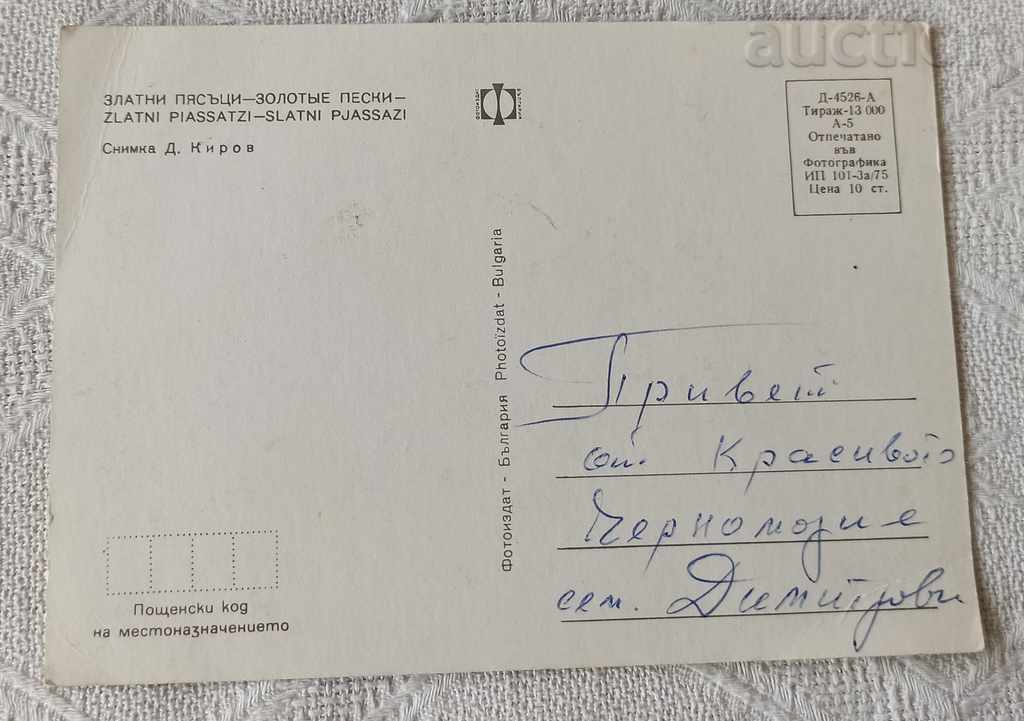 ЗЛАТНИ ПЯСЪЦИ—ЗОЛОТЫЕ ПЕСКИ—
ZLATNI PIASSATZI—SLATNI PJASSAZI
Снимка Д. Киров
Д-4526-А
Тираж-13 000
А-5
Отпечатано
във
Фотографика
ИП 101-3а/75
Цена 10 ст.
Фотоиздат - България Photoizdat - Bulgaria
Привет
от Красивото
Черноморие
сем. Димитрови
Пощенски код
на местоназначението